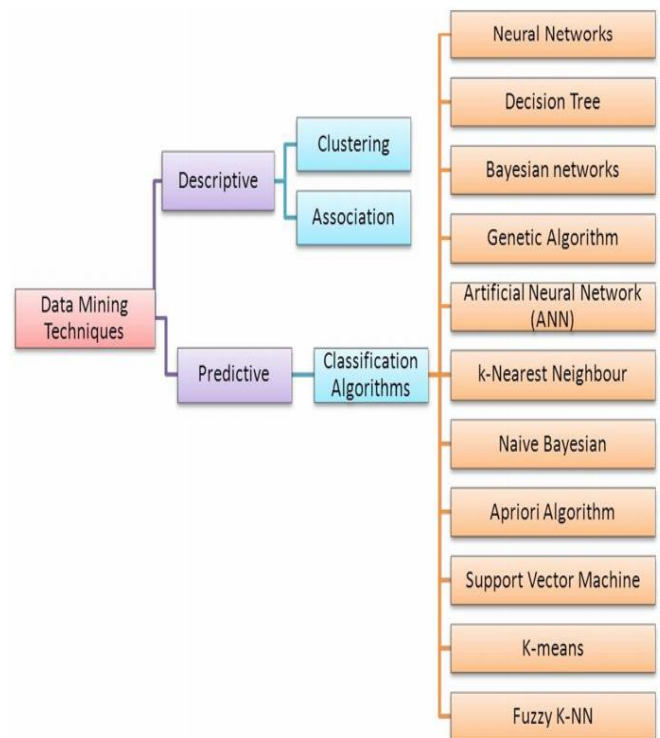 Data Mining
Techniques
Descriptive
Clustering
Association
Predictive
Classification
Algorithms
Neural Networks
Decision Tree
Bayesian networks
Genetic Algorithm
Artificial Neural Network
(ANN)
k-Nearest Neighbour
Naive Bayesian
Apriori Algorithm
Support Vector Machine
K-means
Fuzzy K-NN